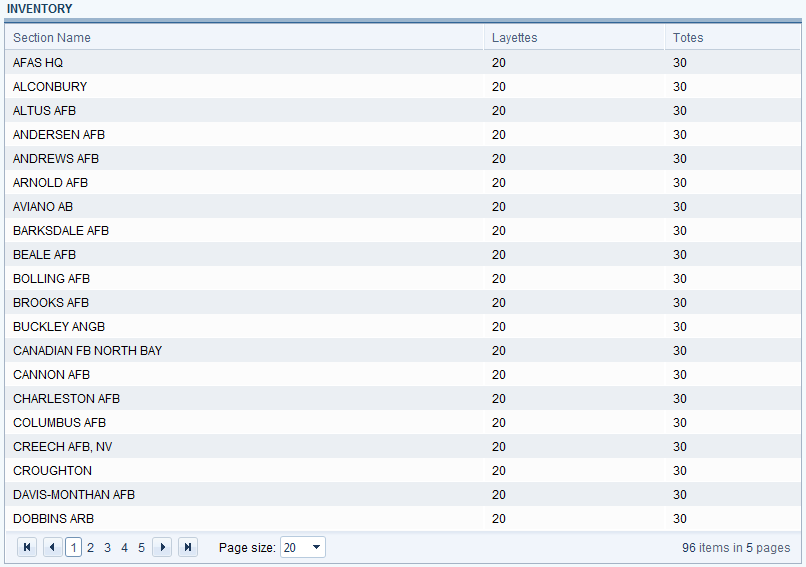 INVENTORY
Section Name Layettes Totes
AFAS HQ 20 30
ALCONBURY 20 30
ALTUS AFB 20 30
ANDERSEN AFB 20 30
ANDREWS AFB 20 30
ARNOLD AFB 20 30
AVIANO AB 20 30
BARKSDALE AFB 20 30
BEALE AFB 20 30
BOLLING AFB 20 30
BROOKS AFB 20 30
BUCKLEY ANGB 20 30
CANADIAN FB NORTH BAY 20 30
CANNON AFB 20 30
CHARLESTON AFB 20 30
COLUMBUS AFB 20 30
CREECH AFB, NV 20 30
CROUGHTON 20 30
DAVIS-MONTHAN AFB 20 30
DOBBINS ARB 20 30
1 2 3 4 5 Page size: 20 96 items in 5 pages